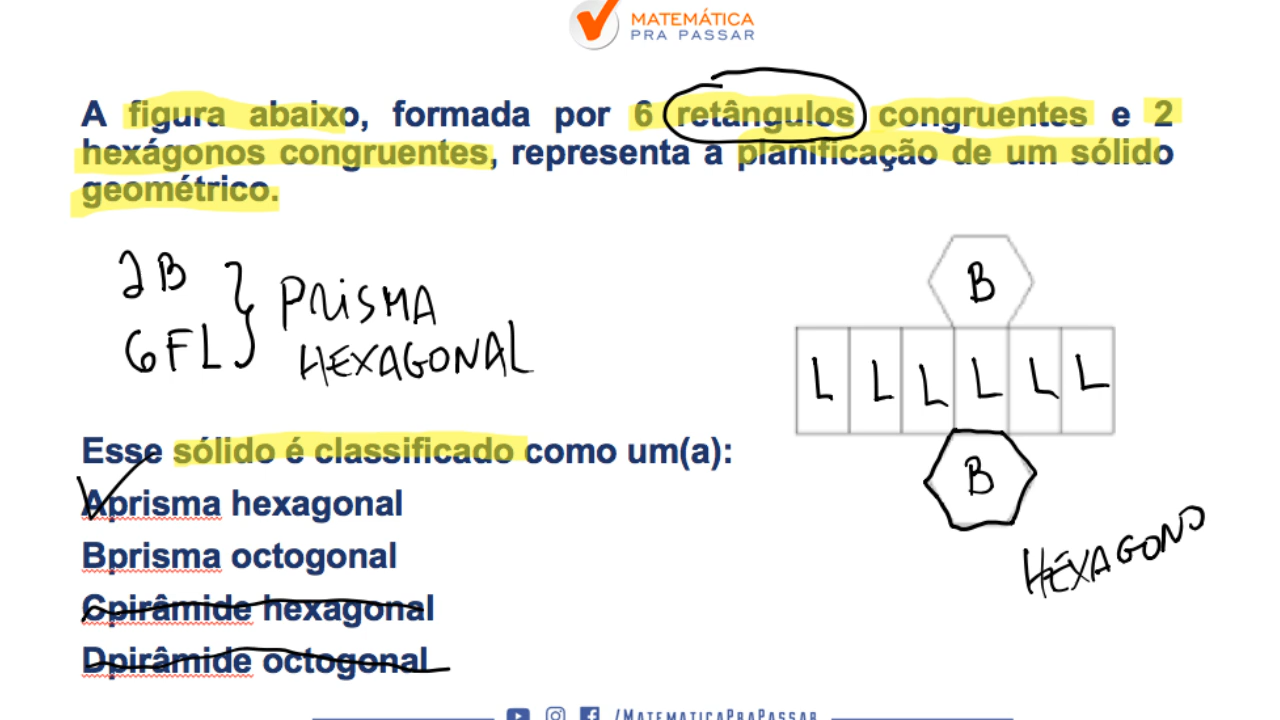 MATEMÁTICA
PRA PASSAR
A figura abaixo, formada por 6 retângulos congruentes e 2
hexágonos congruentes, representa a planificação de um sólido
geométrico.
2B
6FL } PRISMA
HEXAGONAL
B
L L L L L L
B
HEXAGONO
Esse sólido é classificado como um(a):
Aprisma hexagonal
Bprisma octogonal
Cpirâmide hexagonal
Dpirâmide octogonal
/MATEMATICAPRAPASSAR